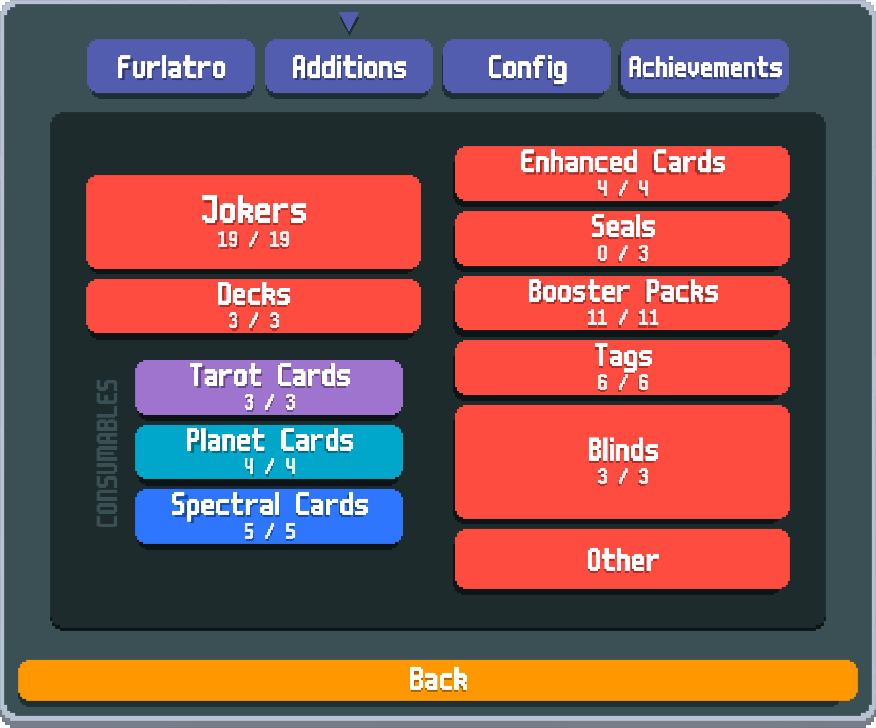 Furlatro
Additions
Config
Achievements
Jokers
19 / 19
Decks
3 / 3
CONSUMABLES
Tarot Cards
3 / 3
Planet Cards
4 / 4
Spectral Cards
5 / 5
Enhanced Cards
4 / 4
Seals
0 / 3
Booster Packs
11 / 11
Tags
6 / 6
Blinds
3 / 3
Other
Back